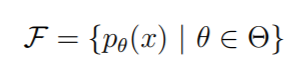 ℱ = {p_θ(x) | θ ∈ Θ}